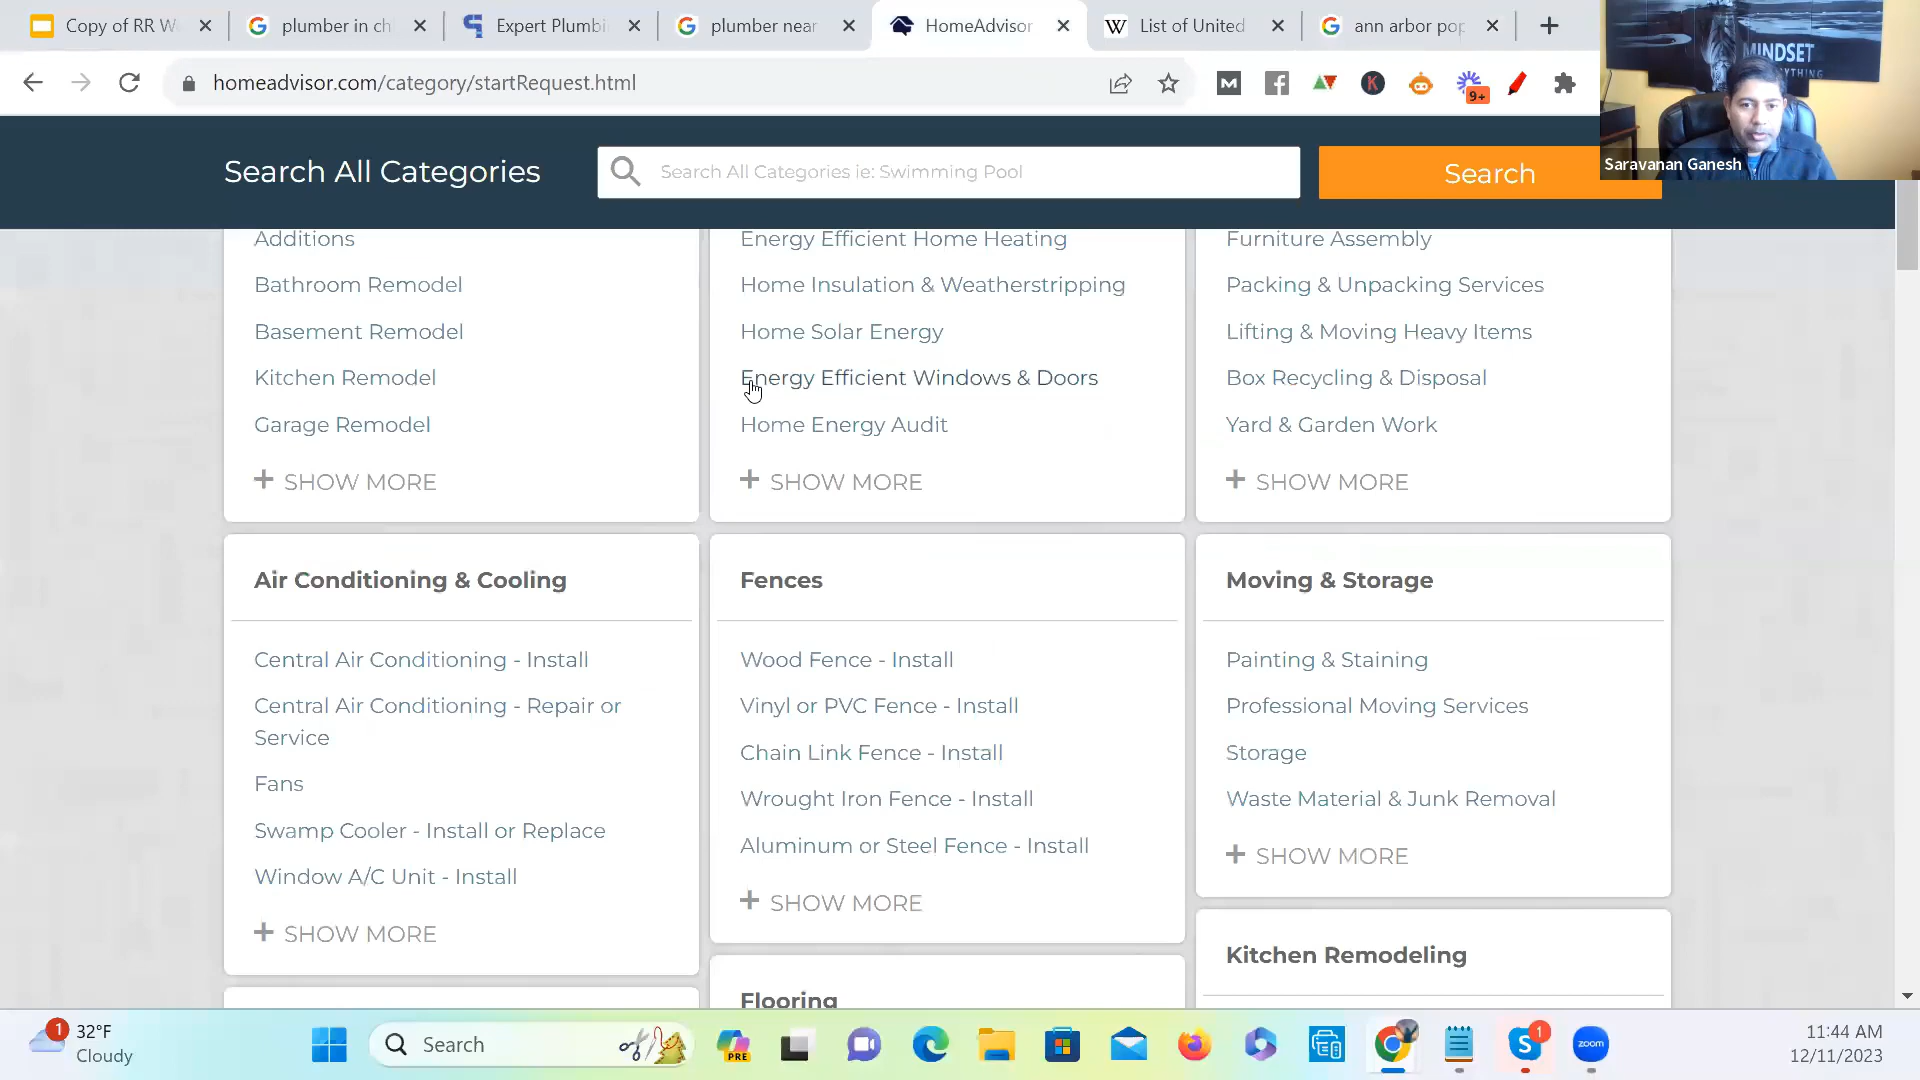 Copy of RR W
plumber in ch
Expert Plumbi
plumber near
HomeAdvisor
List of United
ann arbor pop
homeadvisor.com/category/startRequest.html
9+
MINDSET
Saravanan Ganesh
Search All Categories
Search All Categories ie: Swimming Pool
Search
Additions
Bathroom Remodel
Basement Remodel
Kitchen Remodel
Garage Remodel
+ SHOW MORE
Energy Efficient Home Heating
Home Insulation & Weatherstripping
Home Solar Energy
Energy Efficient Windows & Doors
Home Energy Audit
+ SHOW MORE
Furniture Assembly
Packing & Unpacking Services
Lifting & Moving Heavy Items
Box Recycling & Disposal
Yard & Garden Work
+ SHOW MORE
Air Conditioning & Cooling
Central Air Conditioning - Install
Central Air Conditioning - Repair or
Service
Fans
Swamp Cooler - Install or Replace
Window A/C Unit - Install
+ SHOW MORE
Fences
Wood Fence - Install
Vinyl or PVC Fence - Install
Chain Link Fence - Install
Wrought Iron Fence - Install
Aluminum or Steel Fence - Install
+ SHOW MORE
Flooring
Moving & Storage
Painting & Staining
Professional Moving Services
Storage
Waste Material & Junk Removal
+ SHOW MORE
Kitchen Remodeling
1
32°F
Cloudy
Search
PRE
1
zoom
11:44 AM
12/11/2023